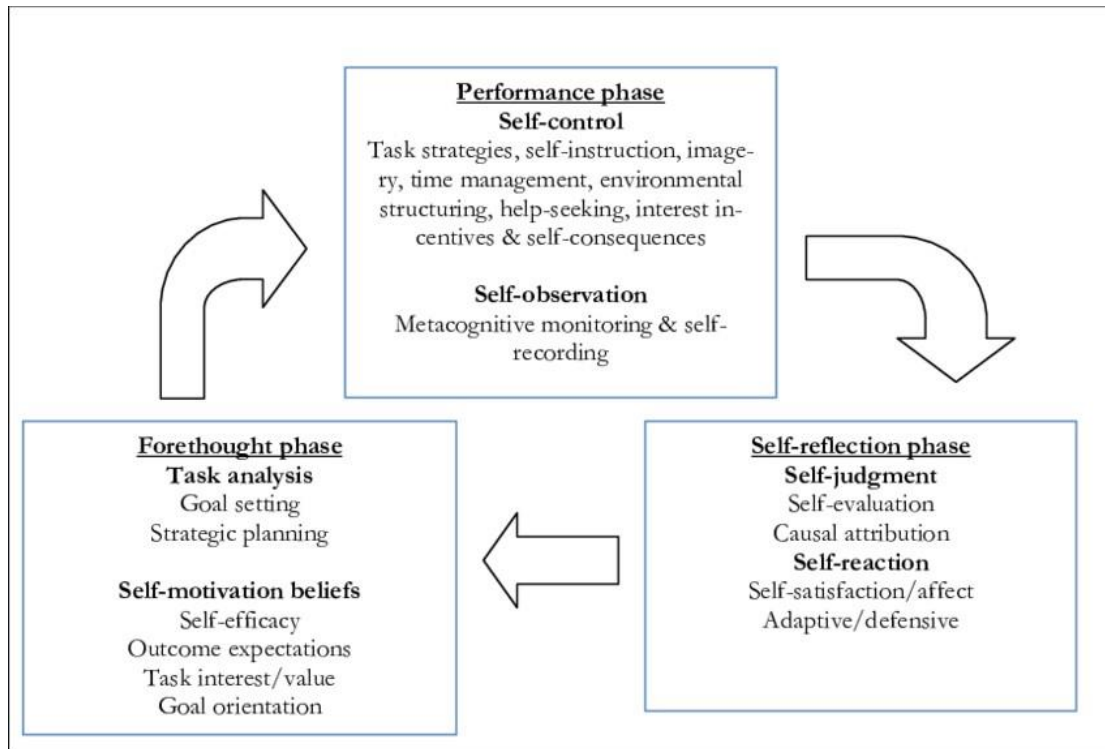 Performance phase
Self-control
Task strategies, self-instruction, image-
ry, time management, environmental
structuring, help-seeking, interest in-
centives & self-consequences
Self-observation
Metacognitive monitoring & self-
recording
Forethought phase
Task analysis
Goal setting
Strategic planning
Self-motivation beliefs
Self-efficacy
Outcome expectations
Task interest/value
Goal orientation
Self-reflection phase
Self-judgment
Self-evaluation
Causal attribution
Self-reaction
Self-satisfaction/affect
Adaptive/defensive